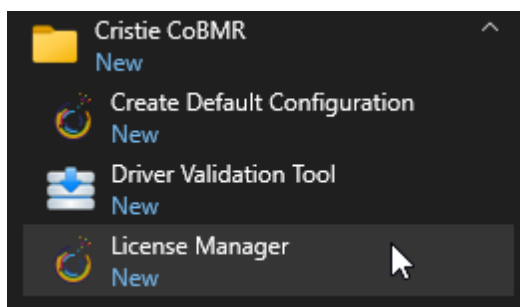 Cristie CoBMR
New
Create Default Configuration
New
Driver Validation Tool
New
License Manager
New